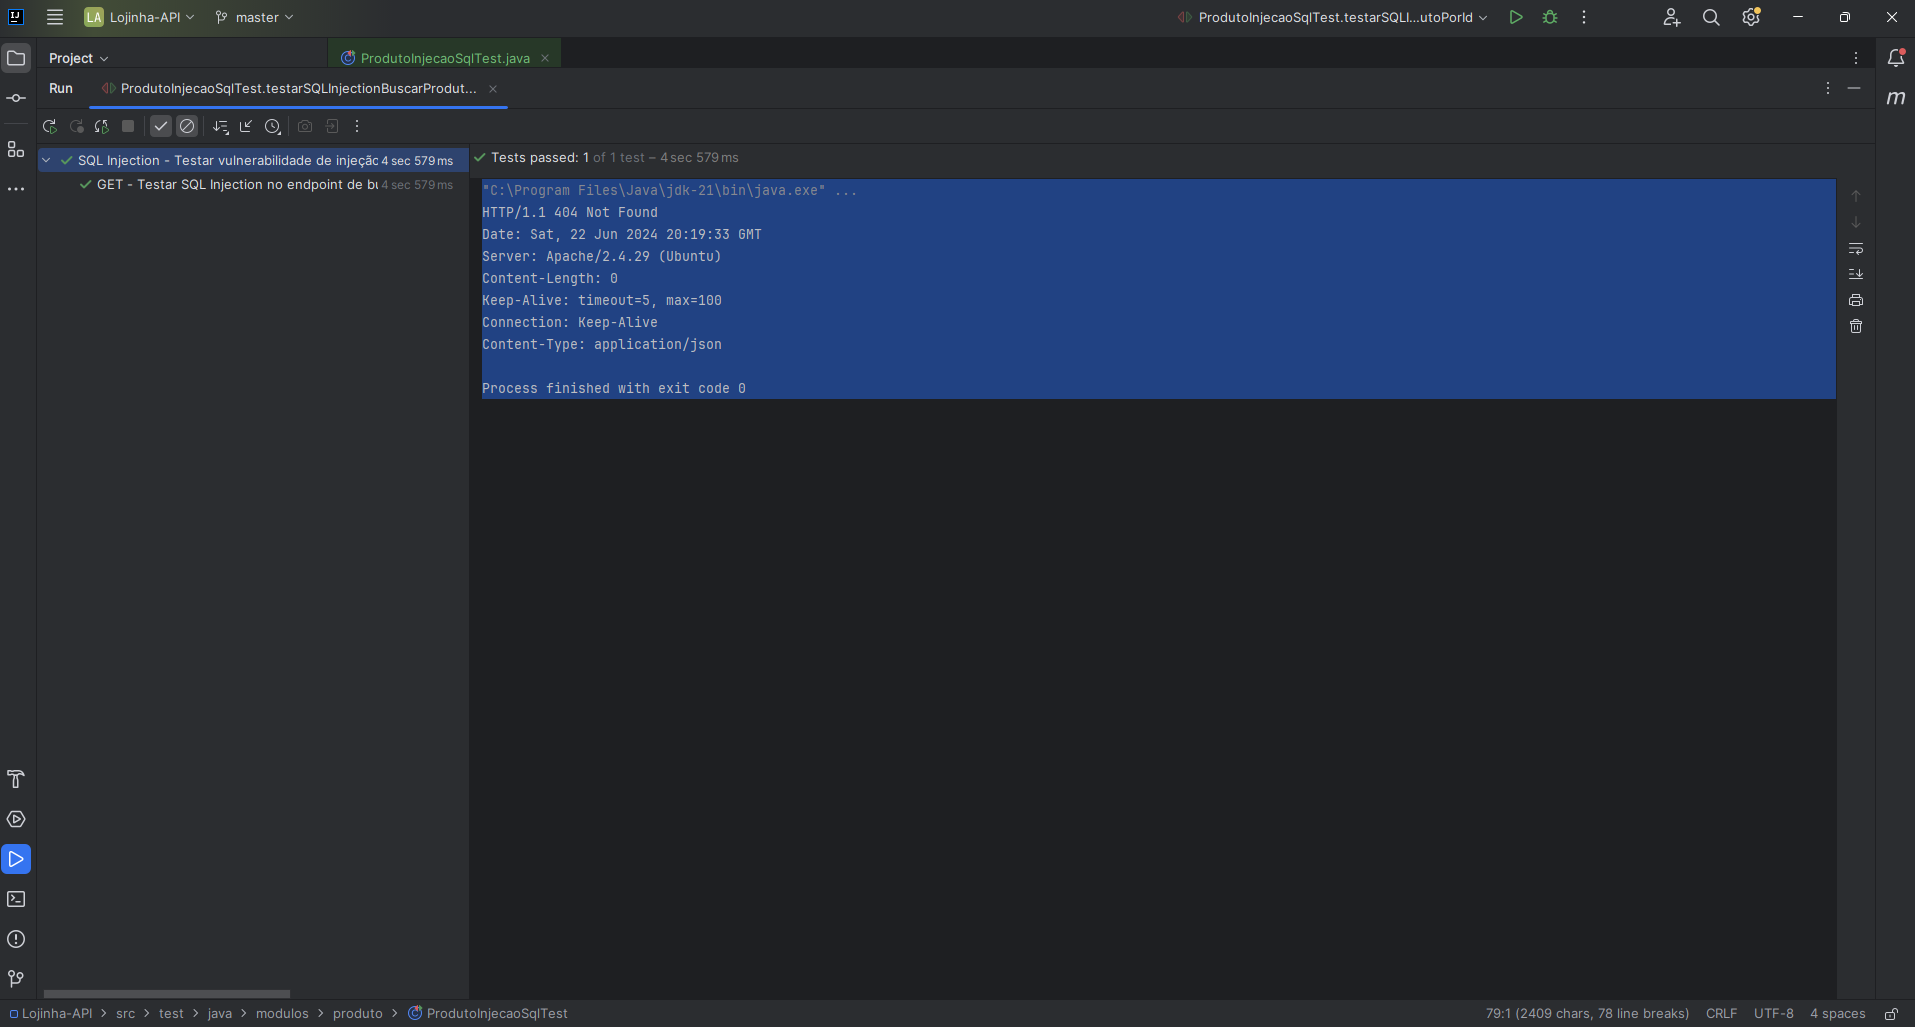 LA Lojinha-API master ProdutoInjecaoSqlTest.testarSQLI...utoPorId
Project ProdutoInjecaoSqlTest.java
Run ProdutoInjecaoSqlTest.testarSQLInjectionBuscarProdut...
SQL Injection - Testar vulnerabilidade de injeção 4 sec 579 ms
GET - Testar SQL Injection no endpoint de bu 4 sec 579 ms
Tests passed: 1 of 1 test – 4 sec 579 ms
"C:\Program Files\Java\jdk-21\bin\java.exe" ...
HTTP/1.1 404 Not Found
Date: Sat, 22 Jun 2024 20:19:33 GMT
Server: Apache/2.4.29 (Ubuntu)
Content-Length: 0
Keep-Alive: timeout=5, max=100
Connection: Keep-Alive
Content-Type: application/json
Process finished with exit code 0
Lojinha-API > src > test > java > modulos > produto > ProdutoInjecaoSqlTest 79:1 (2409 chars, 78 line breaks) CRLF UTF-8 4 spaces